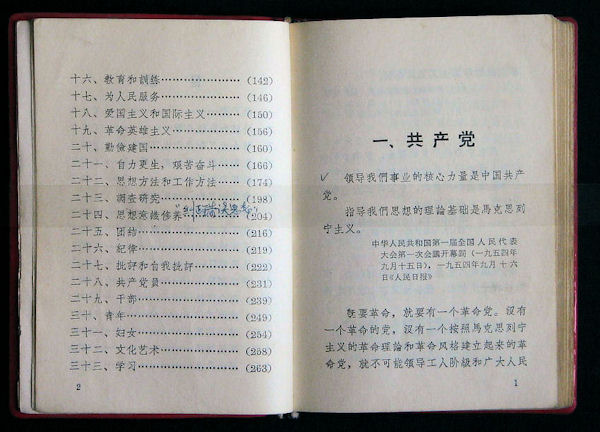 十六、教育和訓練……………… (142)
十七、为人民服务……………… (146)
十八、爱国主义和国际主义…… (150)
十九、革命英雄主义…………… (156)
二十、勤儉建国………………… (160)
二十一、自力更生，艰苦奋斗… (166)
二十二、思想方法和工作方法… (174)
二十三、調查研究……………… (198)
二十四、思想意識修养………… (204)
二十五、团結…………………… (216)
二十六、紀律…………………… (219)
二十七、批評和自我批評……… (222)
二十八、共产党員……………… (231)
二十九、干部…………………… (239)
三十、青年……………………… (249)
三十一、妇女…………………… (254)
三十二、文化艺术……………… (258)
三十三、学习…………………… (263)
2
一、共产党
✓ 领导我們事业的核心力量是中国共产
党。
指导我們思想的理論基础是馬克思列
宁主义。
中华人民共和国第一届全国人民代表
大会第一次会議开幕詞（一九五四年
九月十五日），一九五四年九月十六
日《人民日报》
既要革命，就要有一个革命党。沒有
一个革命的党，沒有一个按照馬克思列宁
主义的革命理論和革命风格建立起来的革
命党，就不可能領导工人阶級和广大人民
1